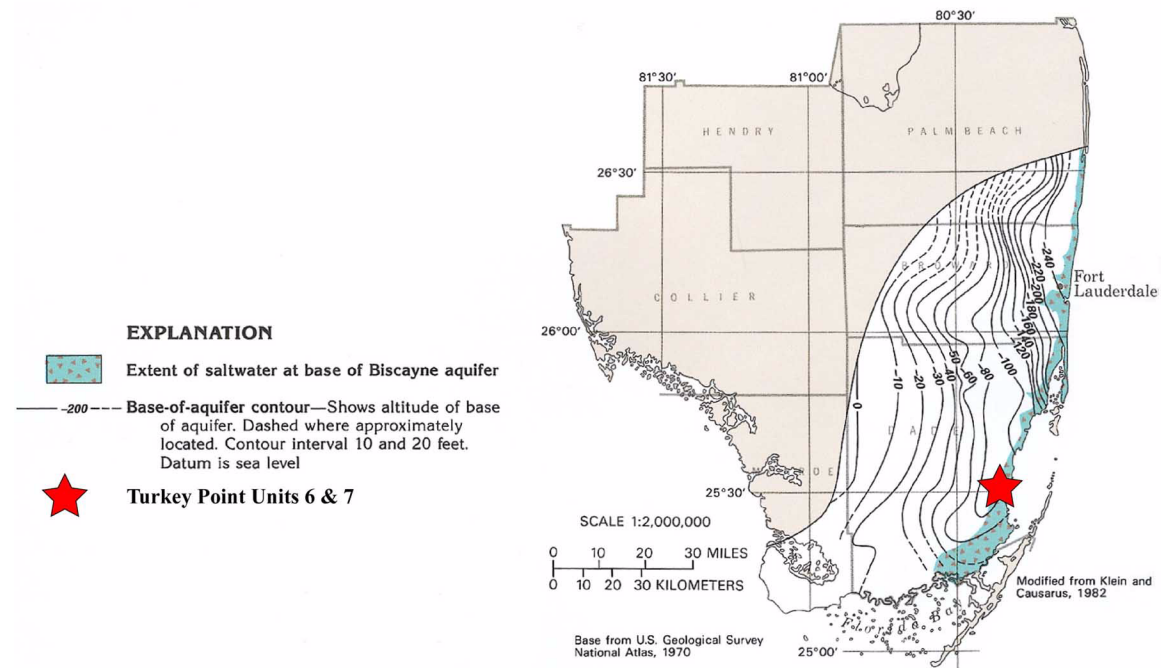 EXPLANATION
Extent of saltwater at base of Biscayne aquifer
-200
Base-of-aquifer contour—Shows altitude of base
of aquifer. Dashed where approximately
located. Contour interval 10 and 20 feet.
Datum is sea level
Turkey Point Units 6 & 7
80°30′
81°30′
81°00′
HENDRY
PALM BEACH
26°30′
BROWAR
-240
-220
-200
-180
-160
-140
-120
Fort
Lauderdale
COLLIER
26°00′
0
-10
-20
-30
-40
-50
-60
-80
-100
DADE
25°30′
SCALE 1:2,000,000
0 10 20 30 MILES
0 10 20 30 KILOMETERS
Modified from Klein and
Causarus, 1982
Florida Ba
Base from U.S. Geological Survey
National Atlas, 1970
25°00′